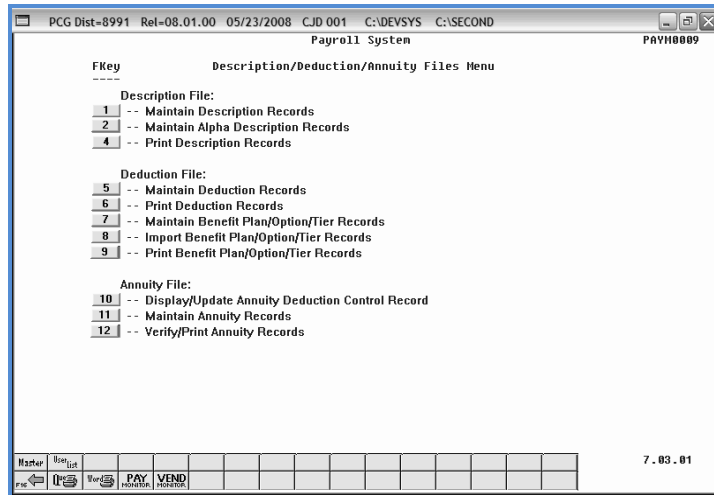 PCG Dist=8991 Rel=08.01.00 05/23/2008 CJD 001 C:\DEVSYS C:\SECOND
Payroll System PAYM0009
FKey Description/Deduction/Annuity Files Menu
----
Description File:
1 -- Maintain Description Records
2 -- Maintain Alpha Description Records
4 -- Print Description Records
Deduction File:
5 -- Maintain Deduction Records
6 -- Print Deduction Records
7 -- Maintain Benefit Plan/Option/Tier Records
8 -- Import Benefit Plan/Option/Tier Records
9 -- Print Benefit Plan/Option/Tier Records
Annuity File:
10 -- Display/Update Annuity Deduction Control Record
11 -- Maintain Annuity Records
12 -- Verify/Print Annuity Records
Master User List 7.03.01
F16 Word PAY MONITOR VEND MONITOR